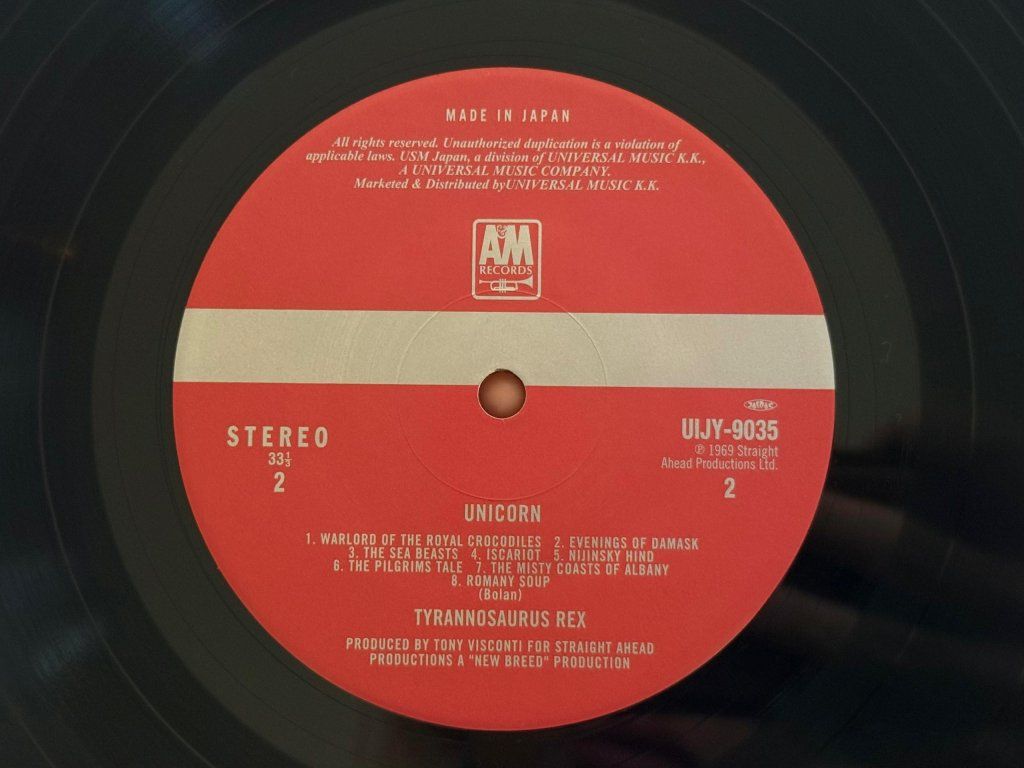 MADE IN JAPAN
All rights reserved. Unauthorized duplication is a violation of
applicable laws. USM Japan, a division of UNIVERSAL MUSIC K.K.,
A UNIVERSAL MUSIC COMPANY.
Marketed & Distributed byUNIVERSAL MUSIC K.K.
A&M
RECORDS
STEREO
33⅓
2
UIJY-9035
℗ 1969 Straight
Ahead Productions Ltd.
2
UNICORN
1. WARLORD OF THE ROYAL CROCODILES 2. EVENINGS OF DAMASK
3. THE SEA BEASTS 4. ISCARIOT 5. NIJINSKY HIND
6. THE PILGRIMS TALE 7. THE MISTY COASTS OF ALBANY
8. ROMANY SOUP
(Bolan)
TYRANNOSAURUS REX
PRODUCED BY TONY VISCONTI FOR STRAIGHT AHEAD
PRODUCTIONS A "NEW BREED" PRODUCTION